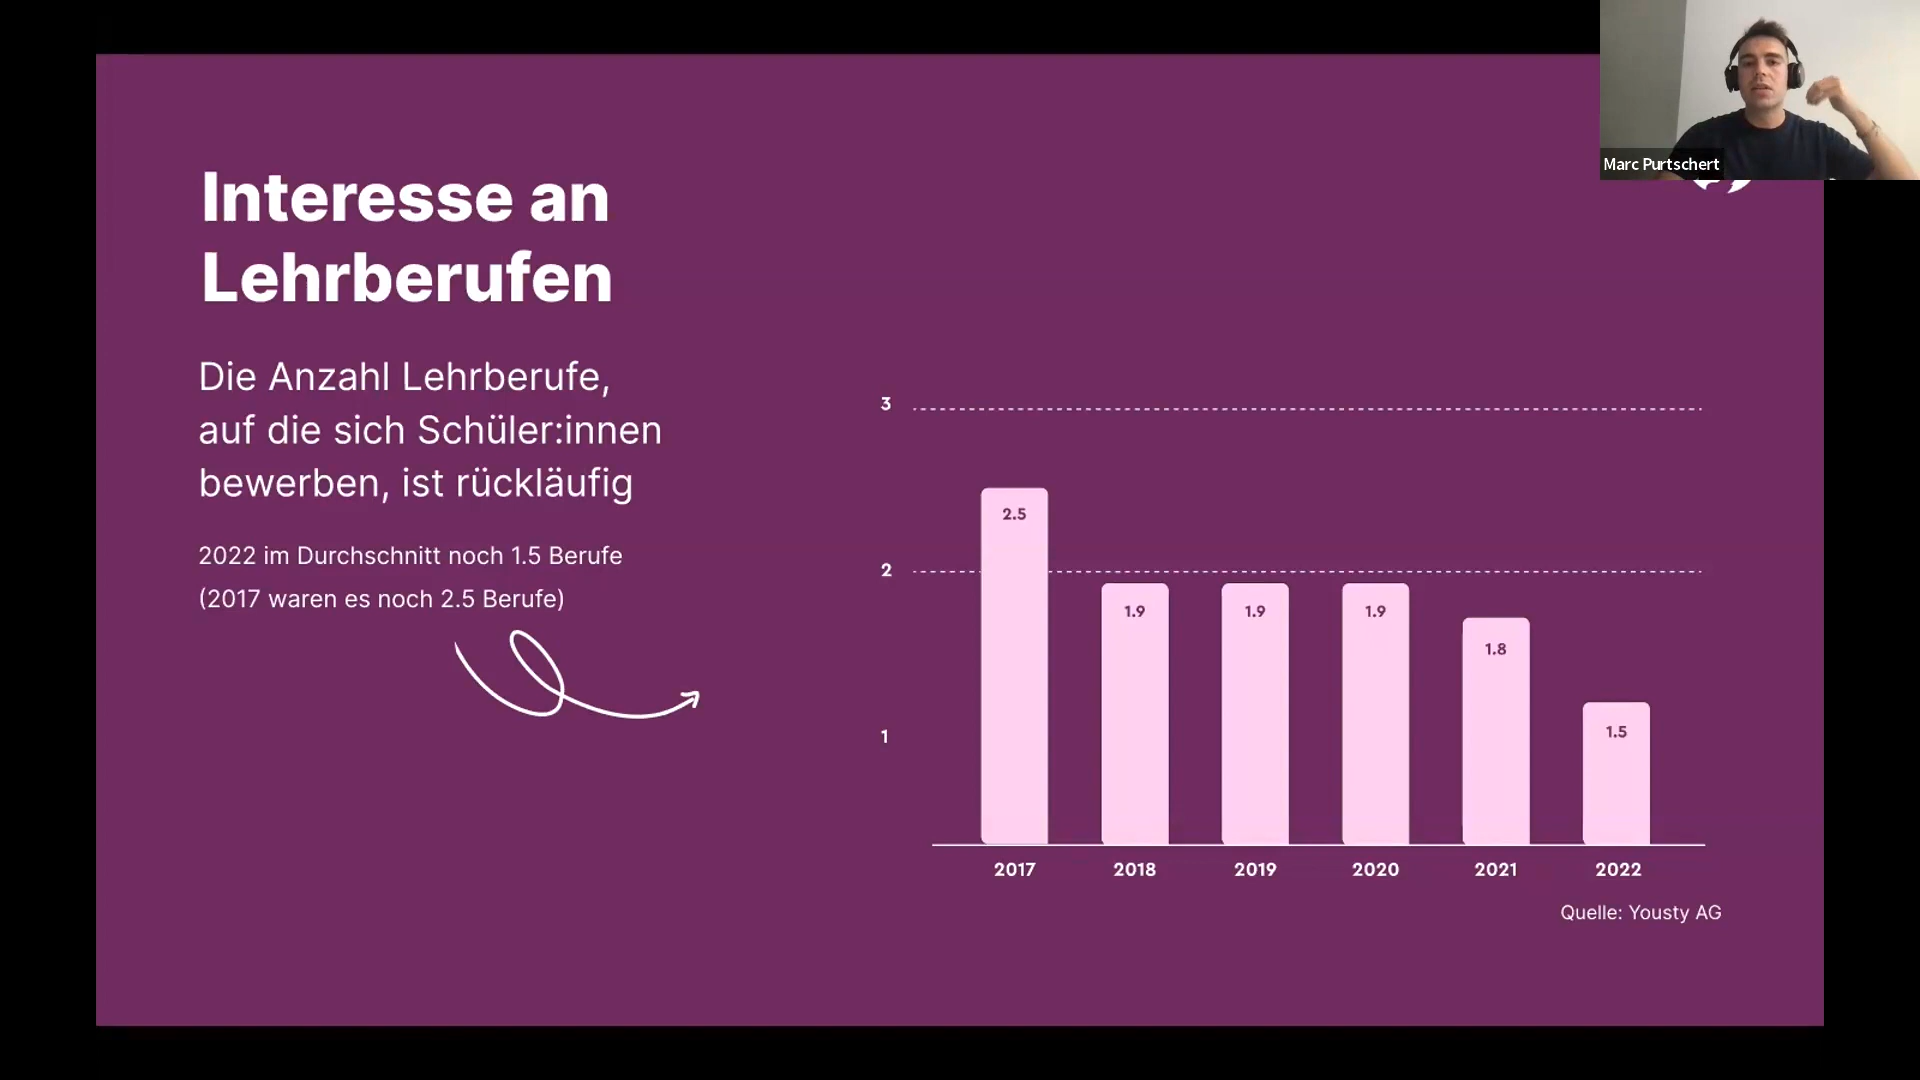 Marc Purtschert
Interesse an
Lehrberufen
Die Anzahl Lehrberufe,
auf die sich Schüler:innen
bewerben, ist rückläufig
2022 im Durchschnitt noch 1.5 Berufe
(2017 waren es noch 2.5 Berufe)
3
2
1
2.5
1.9
1.9
1.9
1.8
1.5
2017
2018
2019
2020
2021
2022
Quelle: Yousty AG